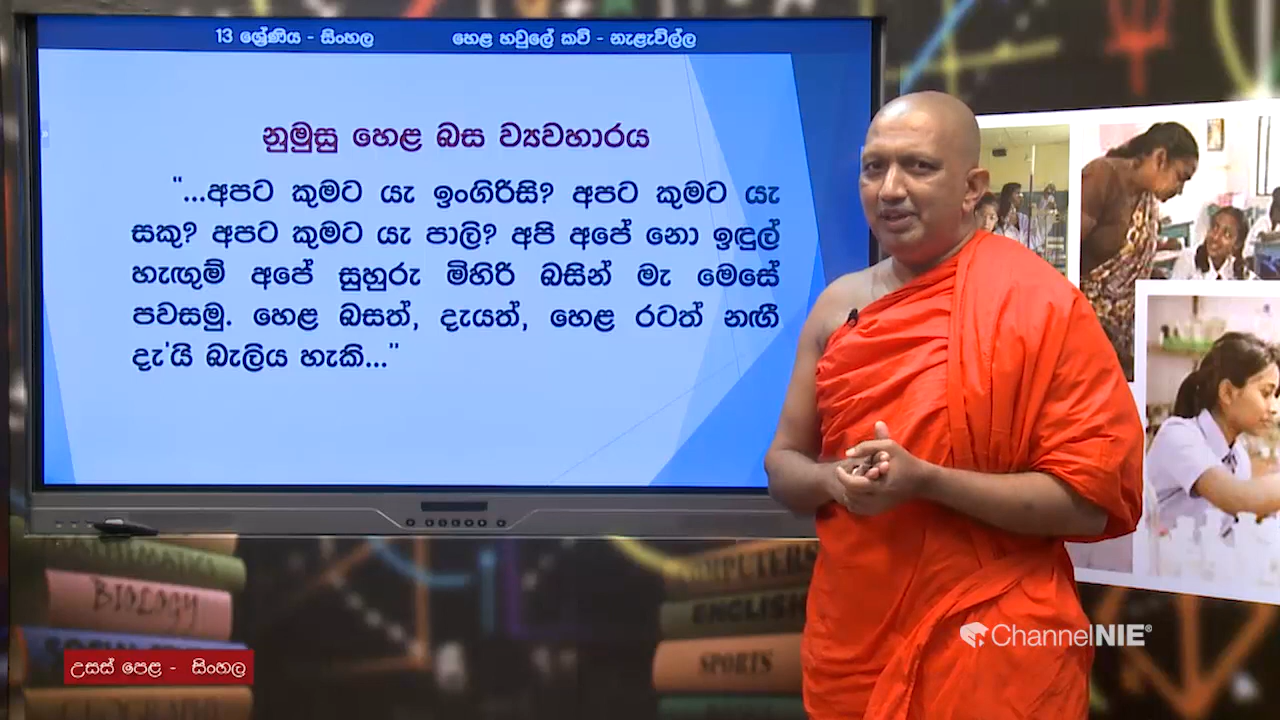 13 ශ්‍රේණිය - සිංහල හෙළ හවුලේ කවි - නැළැවිල්ල
නුමුසු හෙළ බස ව්‍යවහාරය
"...අපට කුමට යැ ඉංගිරිසි? අපට කුමට යැ
සකු? අපට කුමට යැ පාලි? අපි අපේ නො ඉඳුල්
හැඟුම් අපේ සුහුරු මිහිරි බසින් මැ මෙසේ
පවසමු. හෙළ බසත්, දැයත්, හෙළ රටත් නඟී
දැ'යි බැලිය හැකි..."
BIOLOGY
COMPUTERS
ENGLISH
SPORTS
ChannelNIE®
උසස් පෙළ - සිංහල